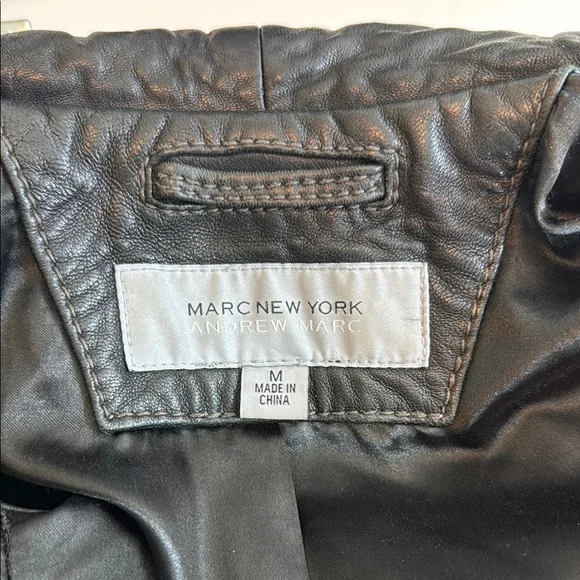 MARC NEW YORK
ANDREW MARC
M
MADE IN
CHINA